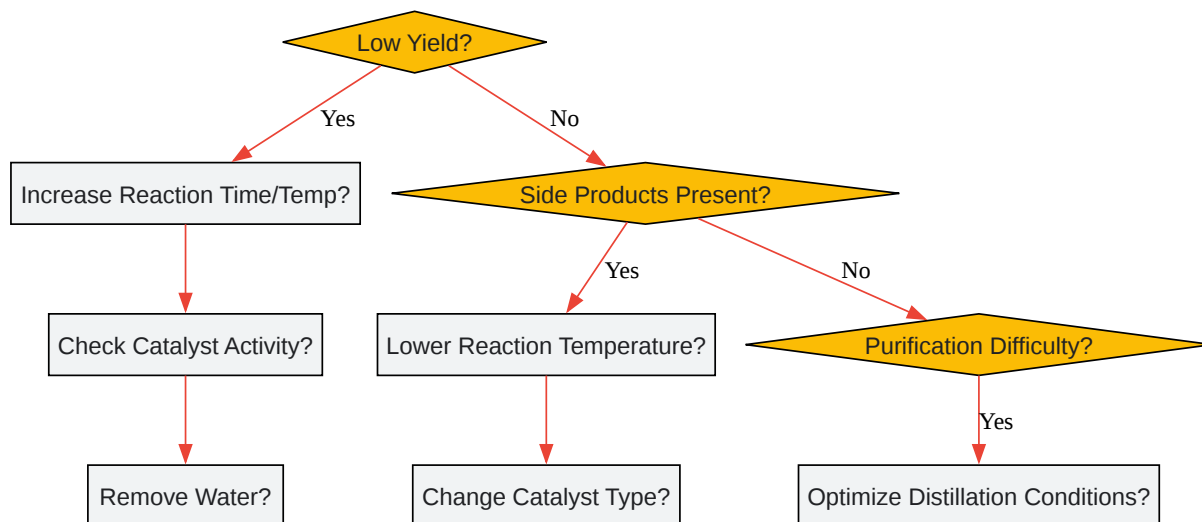 Low Yield?
Yes
No
Increase Reaction Time/Temp?
Side Products Present?
Yes
No
Check Catalyst Activity?
Lower Reaction Temperature?
Purification Difficulty?
Yes
Remove Water?
Change Catalyst Type?
Optimize Distillation Conditions?